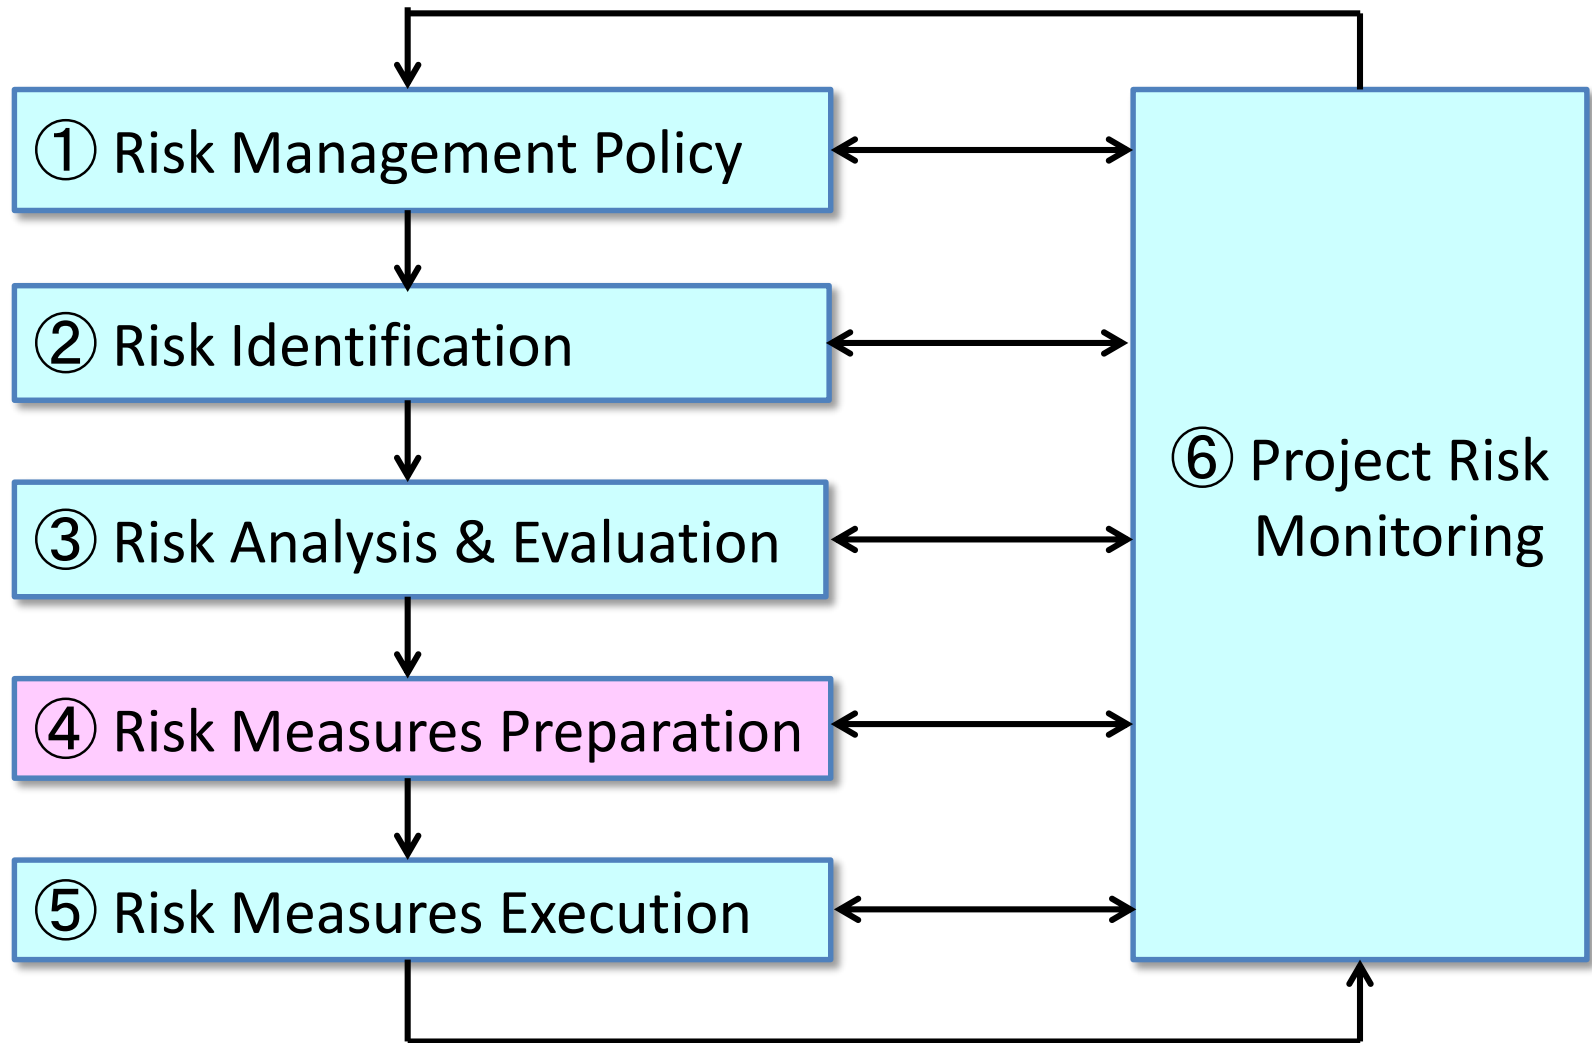 ① Risk Management Policy
② Risk Identification
③ Risk Analysis & Evaluation
④ Risk Measures Preparation
⑤ Risk Measures Execution
⑥ Project Risk
Monitoring